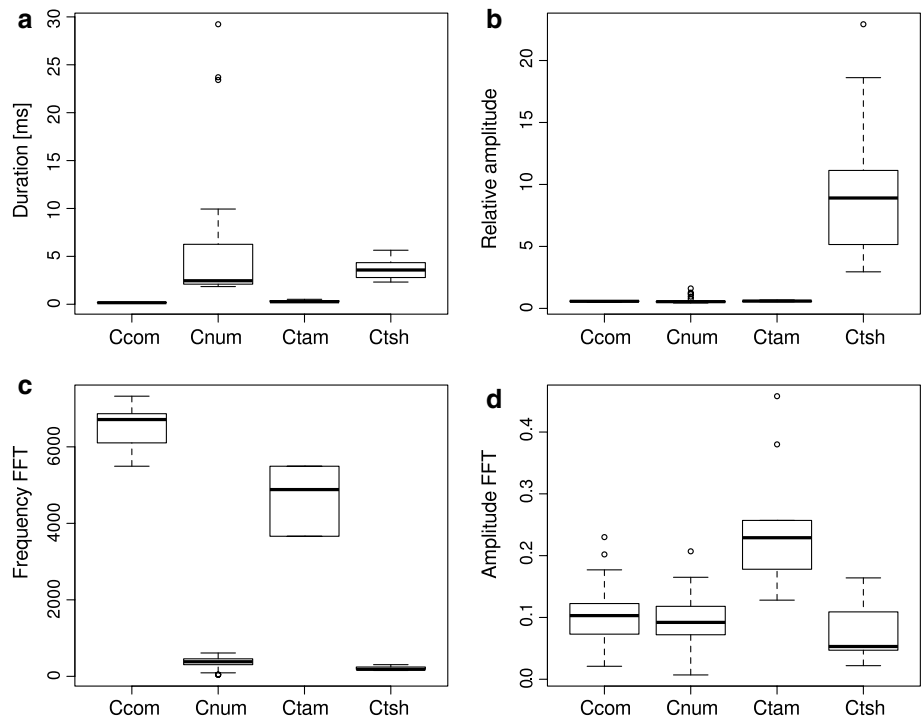 a
Duration [ms]
30
25
20
15
10
5
0
Ccom Cnum Ctam Ctsh
b
Relative amplitude
20
15
10
5
0
Ccom Cnum Ctam Ctsh
c
Frequency FFT
6000
4000
2000
0
Ccom Cnum Ctam Ctsh
d
Amplitude FFT
0.4
0.3
0.2
0.1
0.0
Ccom Cnum Ctam Ctsh